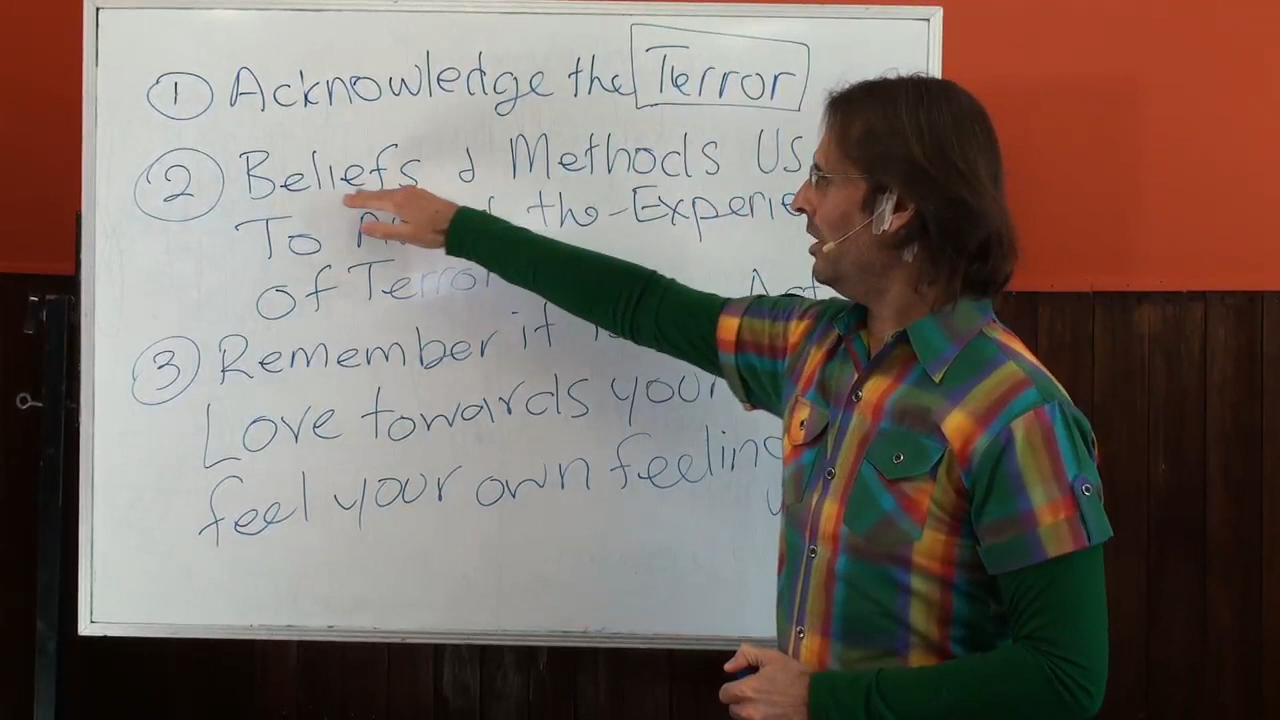 ① Acknowledge the Terror
② Beliefs & Methods Us
To the Experie
of Terror
③ Remember it
Love towards your
feel your own feeling